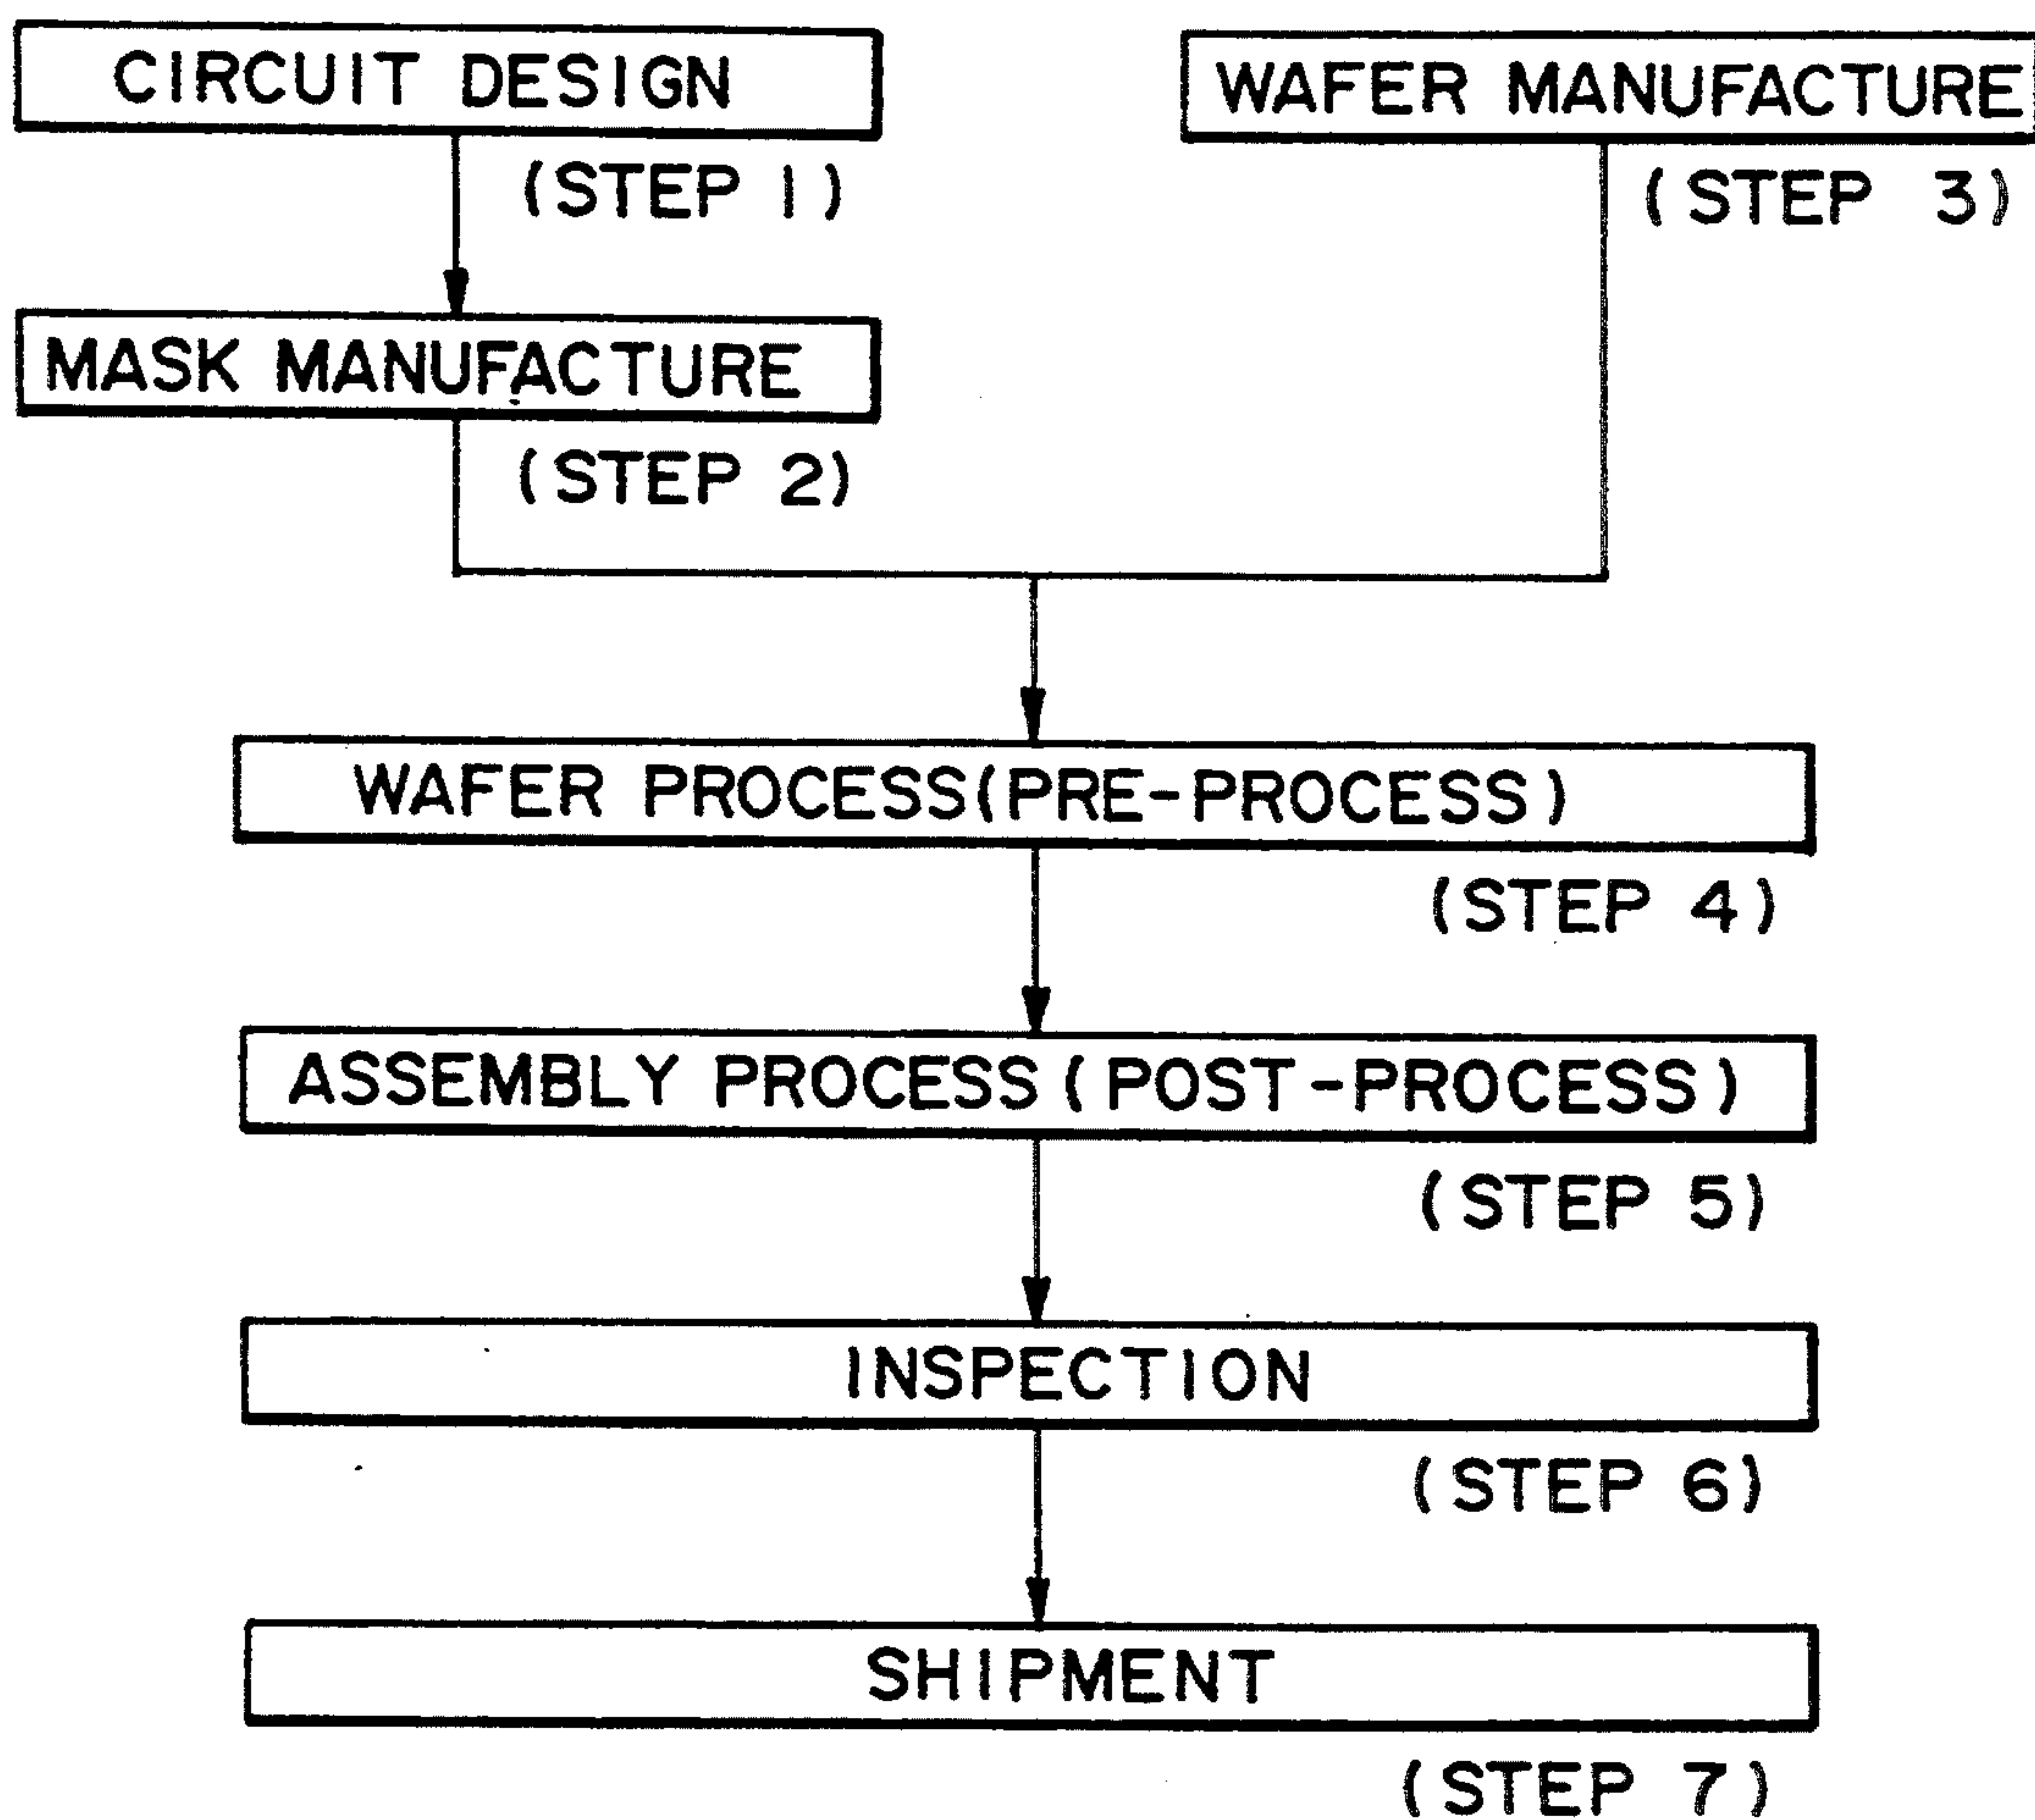 CIRCUIT DESIGN
(STEP 1)
WAFER MANUFACTURE
(STEP 3)
MASK MANUFACTURE
(STEP 2)
WAFER PROCESS(PRE-PROCESS)
(STEP 4)
ASSEMBLY PROCESS(POST-PROCESS)
(STEP 5)
INSPECTION
(STEP 6)
SHIPMENT
(STEP 7)